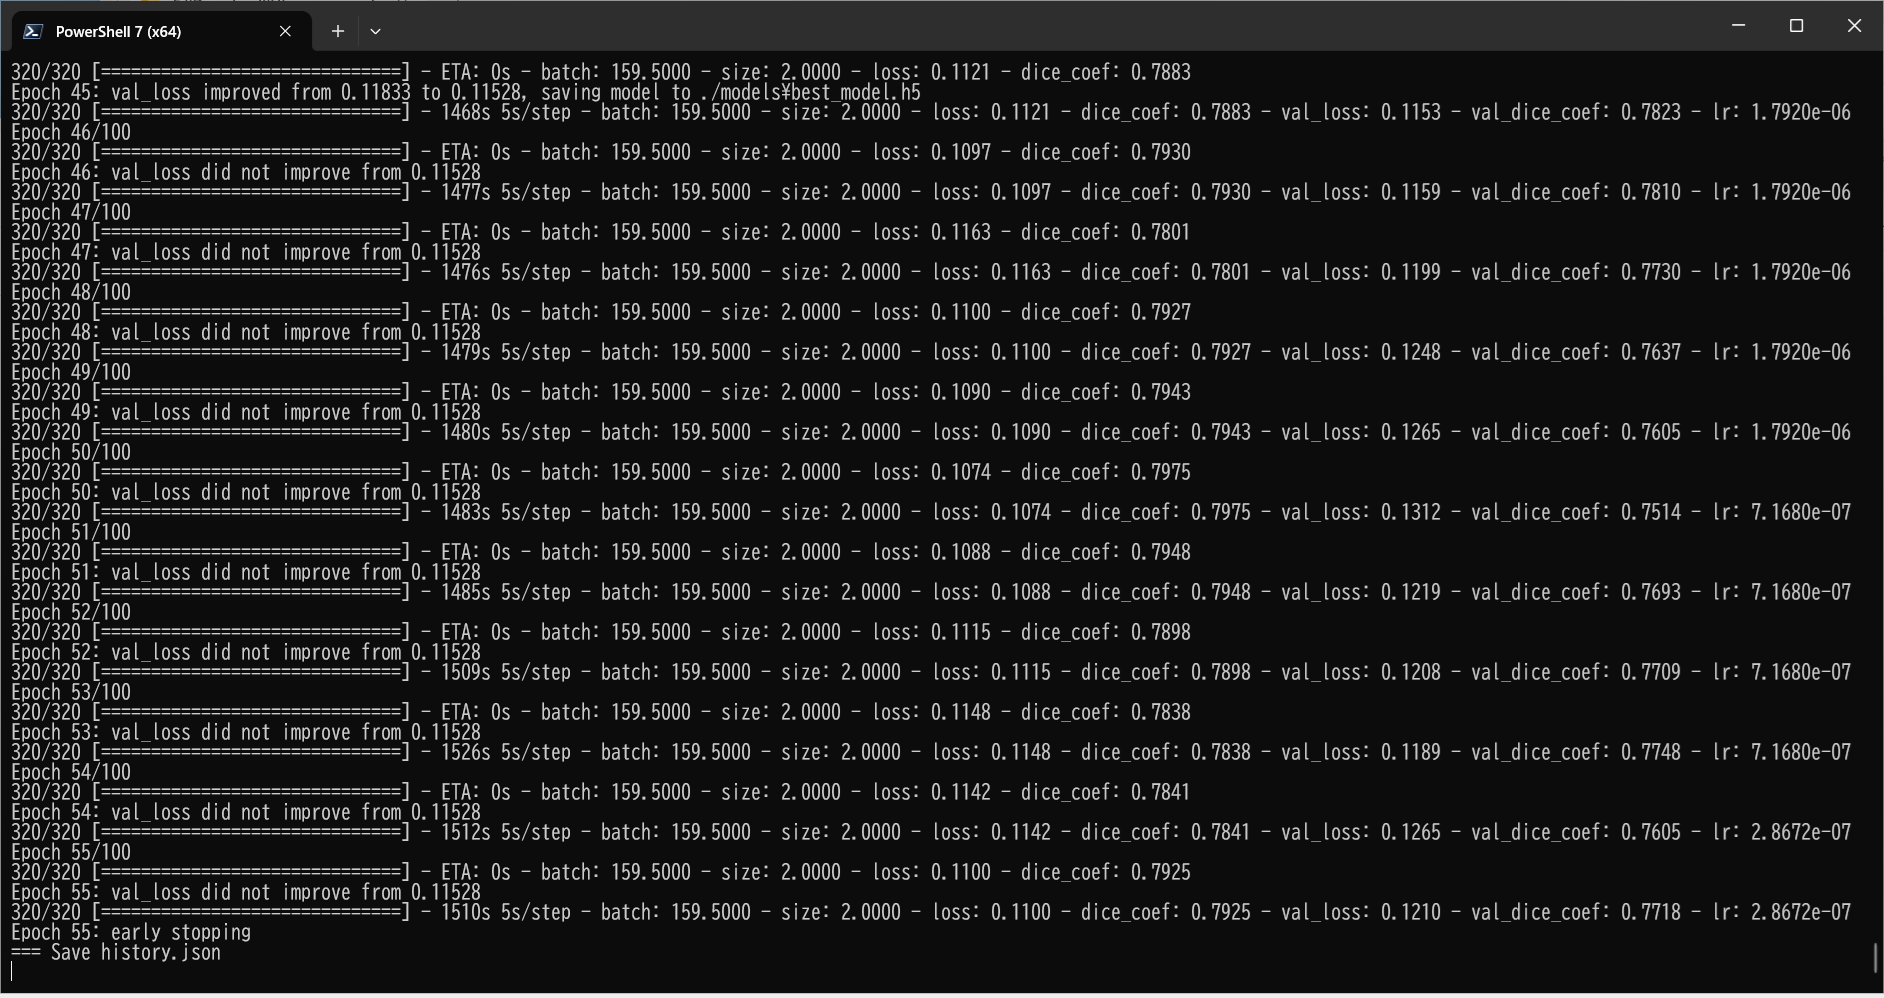 PowerShell 7 (x64)
320/320 [==============================] - ETA: 0s - batch: 159.5000 - size: 2.0000 - loss: 0.1121 - dice_coef: 0.7883
Epoch 45: val_loss improved from 0.11833 to 0.11528, saving model to ./models¥best_model.h5
320/320 [==============================] - 1468s 5s/step - batch: 159.5000 - size: 2.0000 - loss: 0.1121 - dice_coef: 0.7883 - val_loss: 0.1153 - val_dice_coef: 0.7823 - lr: 1.7920e-06
Epoch 46/100
320/320 [==============================] - ETA: 0s - batch: 159.5000 - size: 2.0000 - loss: 0.1097 - dice_coef: 0.7930
Epoch 46: val_loss did not improve from 0.11528
320/320 [==============================] - 1477s 5s/step - batch: 159.5000 - size: 2.0000 - loss: 0.1097 - dice_coef: 0.7930 - val_loss: 0.1159 - val_dice_coef: 0.7810 - lr: 1.7920e-06
Epoch 47/100
320/320 [==============================] - ETA: 0s - batch: 159.5000 - size: 2.0000 - loss: 0.1163 - dice_coef: 0.7801
Epoch 47: val_loss did not improve from 0.11528
320/320 [==============================] - 1476s 5s/step - batch: 159.5000 - size: 2.0000 - loss: 0.1163 - dice_coef: 0.7801 - val_loss: 0.1199 - val_dice_coef: 0.7730 - lr: 1.7920e-06
Epoch 48/100
320/320 [==============================] - ETA: 0s - batch: 159.5000 - size: 2.0000 - loss: 0.1100 - dice_coef: 0.7927
Epoch 48: val_loss did not improve from 0.11528
320/320 [==============================] - 1479s 5s/step - batch: 159.5000 - size: 2.0000 - loss: 0.1100 - dice_coef: 0.7927 - val_loss: 0.1248 - val_dice_coef: 0.7637 - lr: 1.7920e-06
Epoch 49/100
320/320 [==============================] - ETA: 0s - batch: 159.5000 - size: 2.0000 - loss: 0.1090 - dice_coef: 0.7943
Epoch 49: val_loss did not improve from 0.11528
320/320 [==============================] - 1480s 5s/step - batch: 159.5000 - size: 2.0000 - loss: 0.1090 - dice_coef: 0.7943 - val_loss: 0.1265 - val_dice_coef: 0.7605 - lr: 1.7920e-06
Epoch 50/100
320/320 [==============================] - ETA: 0s - batch: 159.5000 - size: 2.0000 - loss: 0.1074 - dice_coef: 0.7975
Epoch 50: val_loss did not improve from 0.11528
320/320 [==============================] - 1483s 5s/step - batch: 159.5000 - size: 2.0000 - loss: 0.1074 - dice_coef: 0.7975 - val_loss: 0.1312 - val_dice_coef: 0.7514 - lr: 7.1680e-07
Epoch 51/100
320/320 [==============================] - ETA: 0s - batch: 159.5000 - size: 2.0000 - loss: 0.1088 - dice_coef: 0.7948
Epoch 51: val_loss did not improve from 0.11528
320/320 [==============================] - 1485s 5s/step - batch: 159.5000 - size: 2.0000 - loss: 0.1088 - dice_coef: 0.7948 - val_loss: 0.1219 - val_dice_coef: 0.7693 - lr: 7.1680e-07
Epoch 52/100
320/320 [==============================] - ETA: 0s - batch: 159.5000 - size: 2.0000 - loss: 0.1115 - dice_coef: 0.7898
Epoch 52: val_loss did not improve from 0.11528
320/320 [==============================] - 1509s 5s/step - batch: 159.5000 - size: 2.0000 - loss: 0.1115 - dice_coef: 0.7898 - val_loss: 0.1208 - val_dice_coef: 0.7709 - lr: 7.1680e-07
Epoch 53/100
320/320 [==============================] - ETA: 0s - batch: 159.5000 - size: 2.0000 - loss: 0.1148 - dice_coef: 0.7838
Epoch 53: val_loss did not improve from 0.11528
320/320 [==============================] - 1526s 5s/step - batch: 159.5000 - size: 2.0000 - loss: 0.1148 - dice_coef: 0.7838 - val_loss: 0.1189 - val_dice_coef: 0.7748 - lr: 7.1680e-07
Epoch 54/100
320/320 [==============================] - ETA: 0s - batch: 159.5000 - size: 2.0000 - loss: 0.1142 - dice_coef: 0.7841
Epoch 54: val_loss did not improve from 0.11528
320/320 [==============================] - 1512s 5s/step - batch: 159.5000 - size: 2.0000 - loss: 0.1142 - dice_coef: 0.7841 - val_loss: 0.1265 - val_dice_coef: 0.7605 - lr: 2.8672e-07
Epoch 55/100
320/320 [==============================] - ETA: 0s - batch: 159.5000 - size: 2.0000 - loss: 0.1100 - dice_coef: 0.7925
Epoch 55: val_loss did not improve from 0.11528
320/320 [==============================] - 1510s 5s/step - batch: 159.5000 - size: 2.0000 - loss: 0.1100 - dice_coef: 0.7925 - val_loss: 0.1210 - val_dice_coef: 0.7718 - lr: 2.8672e-07
Epoch 55: early stopping
=== Save history.json